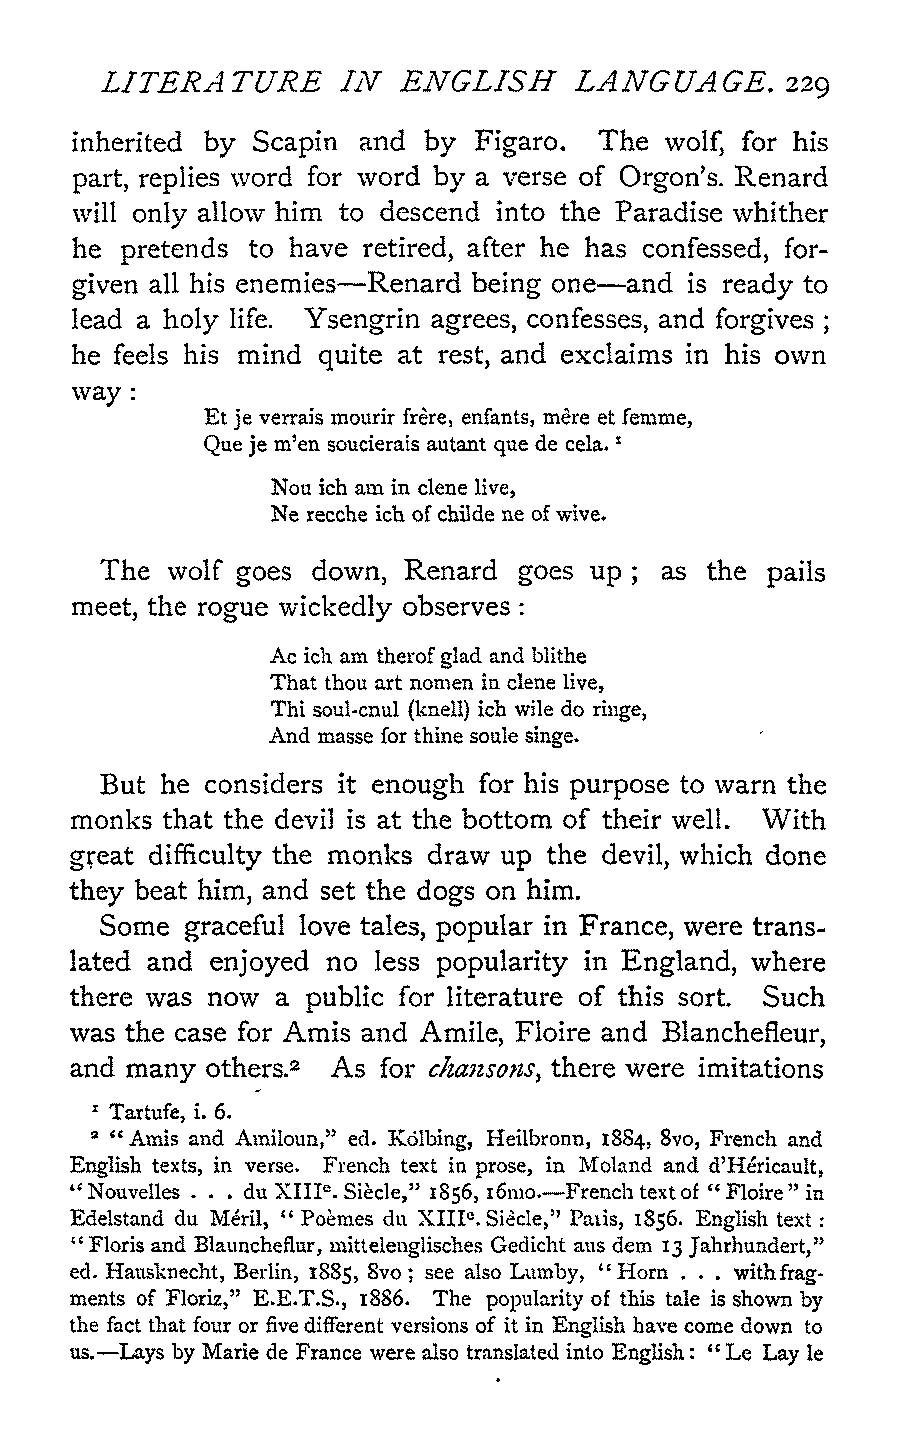 LITERATURE IN ENGLISH LANGUAGE. 229
inherited by Scapin and by Figaro. The wolf, for his
part, replies word for word by a verse of Orgon's. Renard
will only allow him to descend into the Paradise whither
he pretends to have retired, after he has confessed, for-
given all his enemies—Renard being one—and is ready to
lead a holy life. Ysengrin agrees, confesses, and forgives ;
he feels his mind quite at rest, and exclaims in his own
way :
Et je verrais mourir frère, enfants, mère et femme,
Que je m'en soucierais autant que de cela. ¹
Nou ich am in clene live,
Ne recche ich of childe ne of wive.
The wolf goes down, Renard goes up ; as the pails
meet, the rogue wickedly observes :
Ac ich am therof glad and blithe
That thou art nomen in clene live,
Thi soul-cnul (knell) ich wile do ringe,
And masse for thine soule singe.
But he considers it enough for his purpose to warn the
monks that the devil is at the bottom of their well. With
great difficulty the monks draw up the devil, which done
they beat him, and set the dogs on him.
Some graceful love tales, popular in France, were trans-
lated and enjoyed no less popularity in England, where
there was now a public for literature of this sort. Such
was the case for Amis and Amile, Floire and Blanchefleur,
and many others.² As for chansons, there were imitations
¹ Tartufe, i. 6.
² "Amis and Amiloun," ed. Kölbing, Heilbronn, 1884, 8vo, French and
English texts, in verse. French text in prose, in Moland and d'Héricault,
"Nouvelles . . . du XIIIᵉ. Siècle," 1856, 16mo.—French text of "Floire" in
Edelstand du Méril, "Poèmes du XIIIᵉ. Siècle," Paris, 1856. English text :
"Floris and Blauncheflur, mittelenglisches Gedicht aus dem 13 Jahrhundert,"
ed. Hausknecht, Berlin, 1885, 8vo ; see also Lumby, "Horn . . . with frag-
ments of Floriz," E.E.T.S., 1886. The popularity of this tale is shown by
the fact that four or five different versions of it in English have come down to
us.—Lays by Marie de France were also translated into English : "Le Lay le